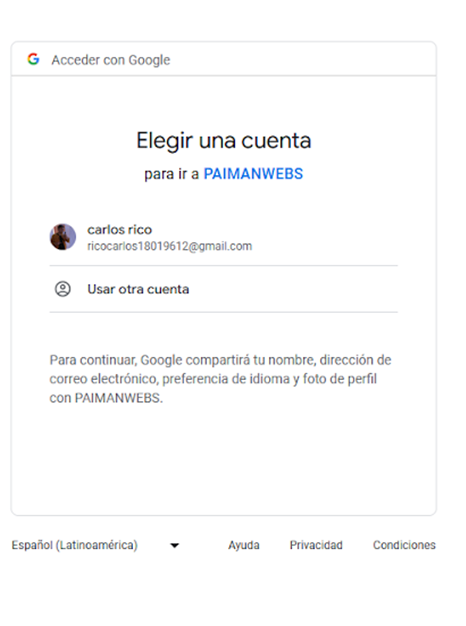 Acceder con Google
Elegir una cuenta
para ir a PAIMANWEBS
carlos rico
ricocarlos18019612@gmail.com
Usar otra cuenta
Para continuar, Google compartirá tu nombre, dirección de
correo electrónico, preferencia de idioma y foto de perfil
con PAIMANWEBS.
Español (Latinoamérica) Ayuda Privacidad Condiciones